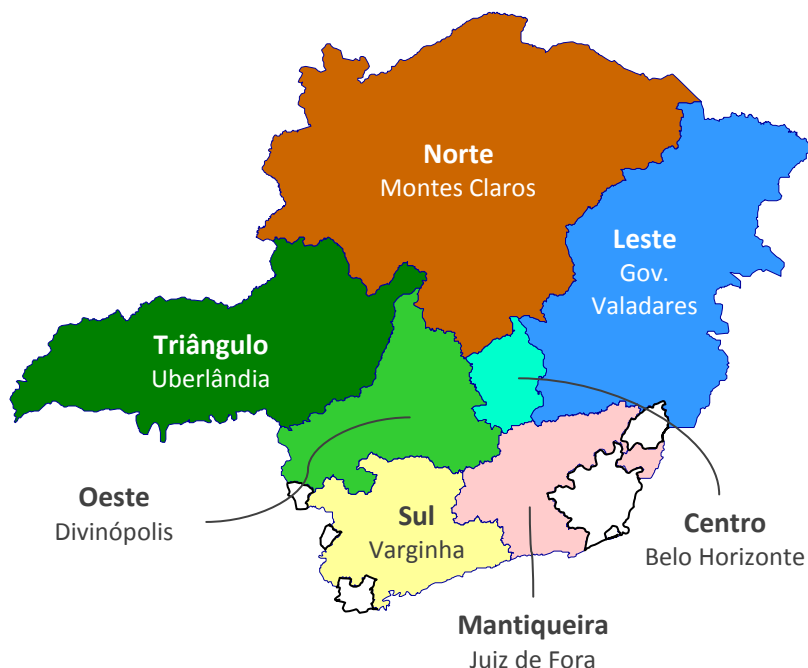 Norte
Montes Claros
Leste
Gov.
Valadares
Triângulo
Uberlândia
Oeste
Divinópolis
Sul
Varginha
Centro
Belo Horizonte
Mantiqueira
Juiz de Fora